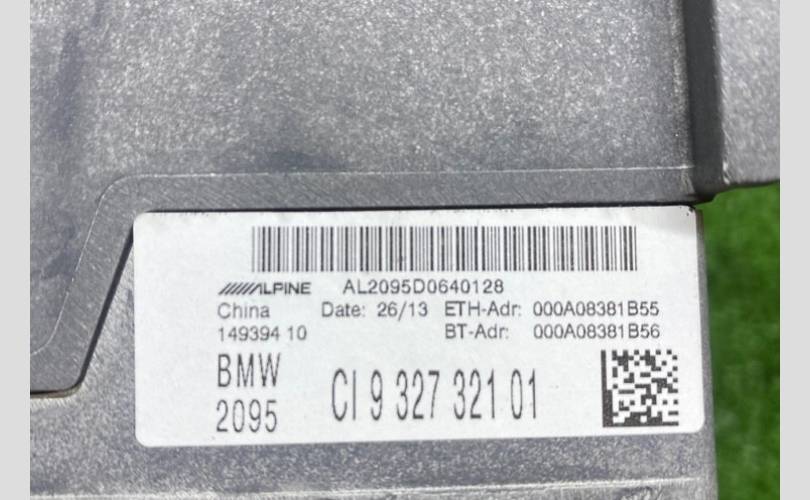 ALPINE AL2095D0640128
China Date: 26/13 ETH-Adr: 000A08381B55
149394 10 BT-Adr: 000A08381B56
BMW
2095 CI 9 327 321 01